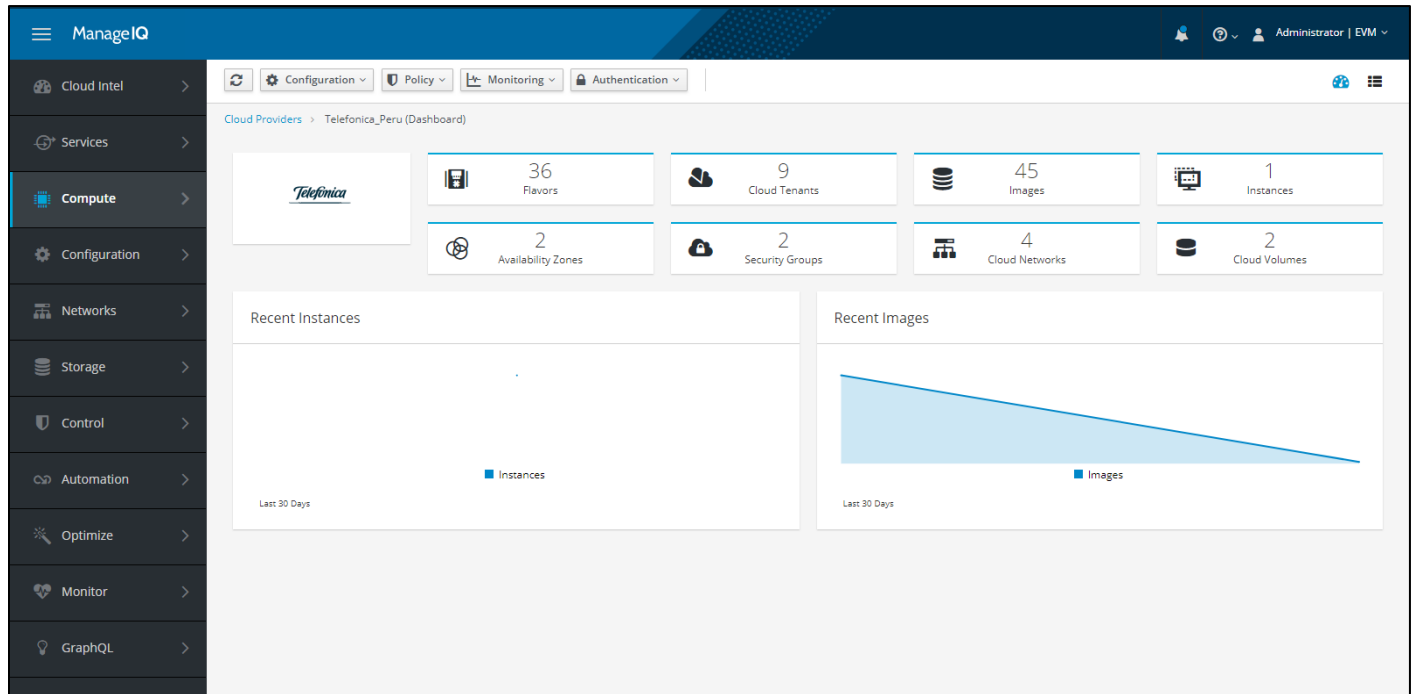 ManageIQ
Administrator | EVM
Cloud Intel
Services
Compute
Configuration
Networks
Storage
Control
Automation
Optimize
Monitor
GraphQL
Configuration Policy Monitoring Authentication
Cloud Providers > Telefonica_Peru (Dashboard)
Telefónica
36
Flavors
9
Cloud Tenants
45
Images
1
Instances
2
Availability Zones
2
Security Groups
4
Cloud Networks
2
Cloud Volumes
Recent Instances
Instances
Last 30 Days
Recent Images
Images
Last 30 Days